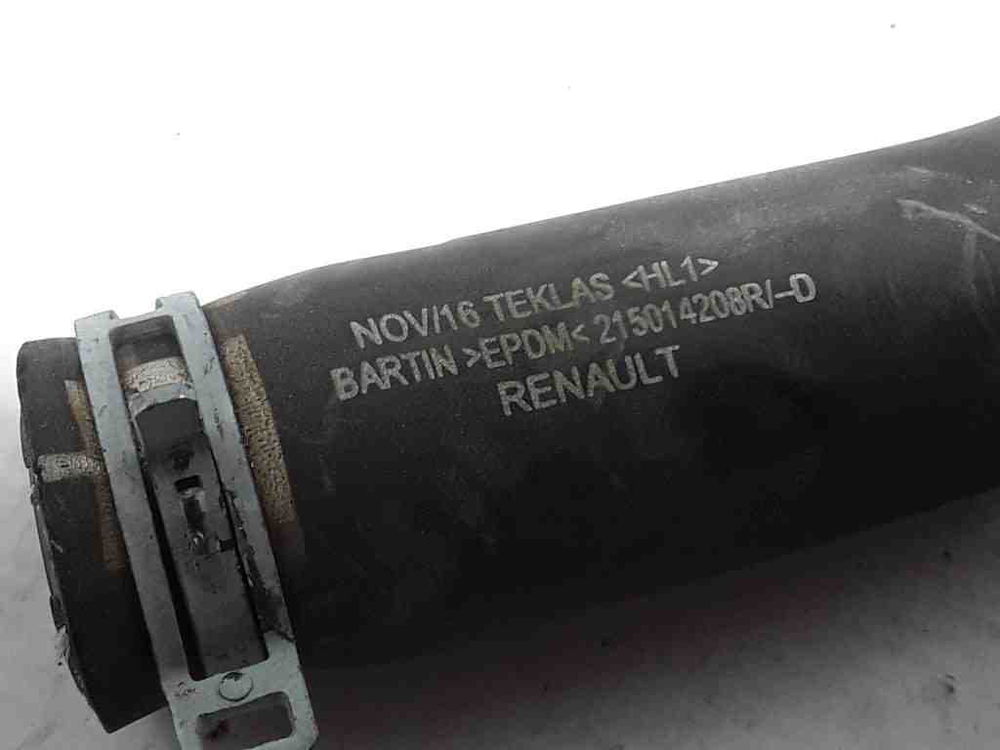 NOV/16 TEKLAS <HL1>
BARTIN >EPDM< 215014208R/--D
RENAULT